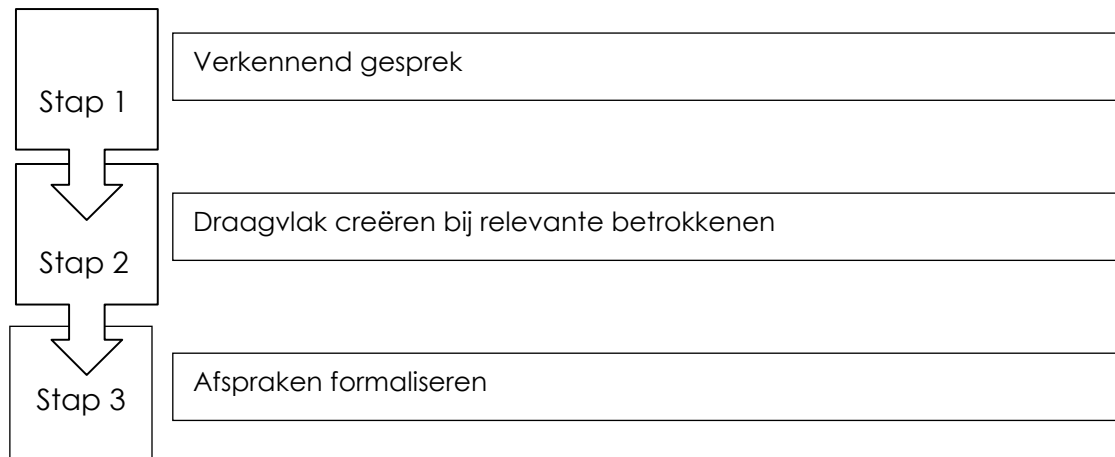 Stap 1
Verkennend gesprek
Stap 2
Draagvlak creëren bij relevante betrokkenen
Stap 3
Afspraken formaliseren